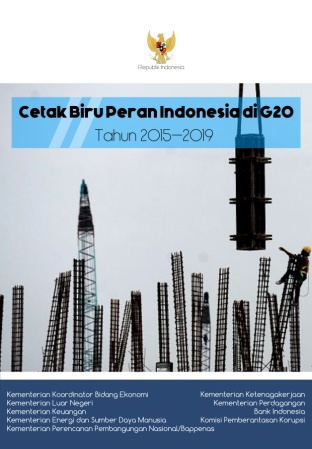 Republik Indonesia
Cetak Biru Peran Indonesia di G20
Tahun 2015—2019
Kementerian Koordinator Bidang Ekonomi
Kementerian Luar Negeri
Kementerian Keuangan
Kementerian Energi dan Sumber Daya Manusia
Kementerian Perencanan Pembangungan Nasional/Bappenas
Kementerian Ketenagakerjaan
Kementerian Perdagangan
Bank Indonesia
Komisi Pemberantasan Korupsi